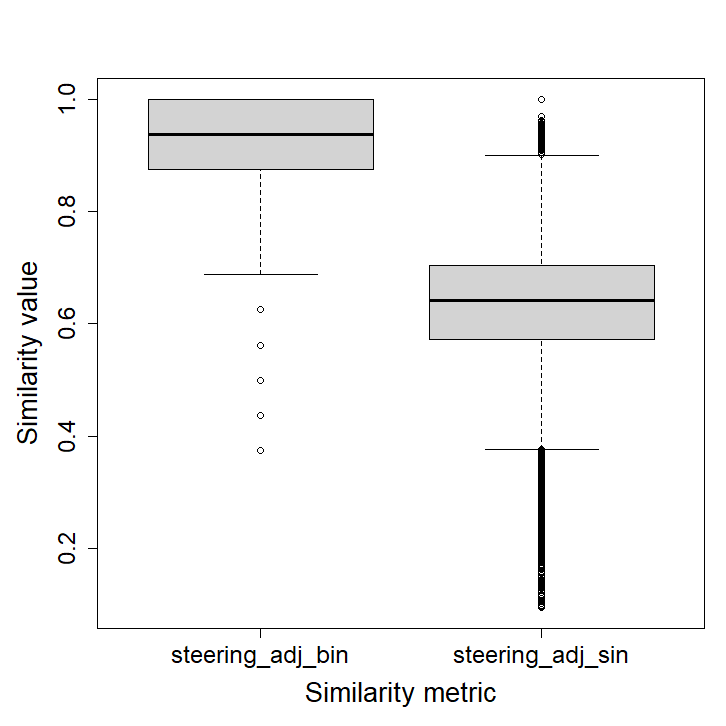 1.0
0.8
0.6
0.4
0.2
Similarity value
steering_adj_bin
steering_adj_sin
Similarity metric